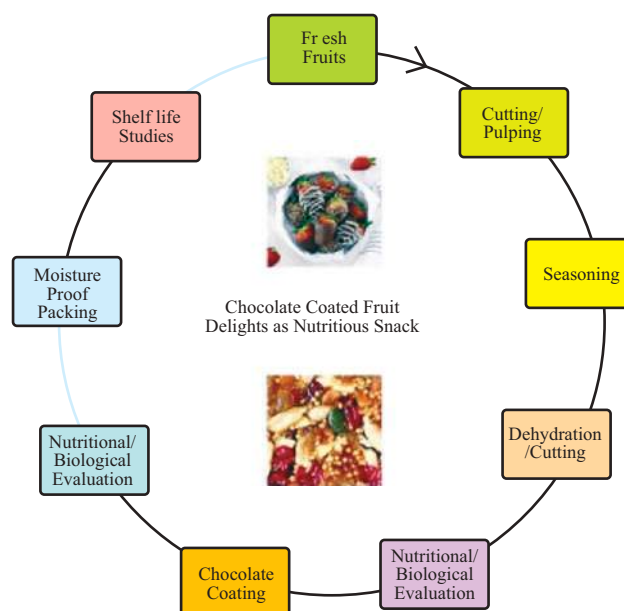 Fr esh
Fruits
Cutting/
Pulping
Seasoning
Dehydration
/Cutting
Nutritional/
Biological
Evaluation
Chocolate
Coating
Nutritional/
Biological
Evaluation
Moisture
Proof
Packing
Shelf life
Studies
Chocolate Coated Fruit
Delights as Nutritious Snack